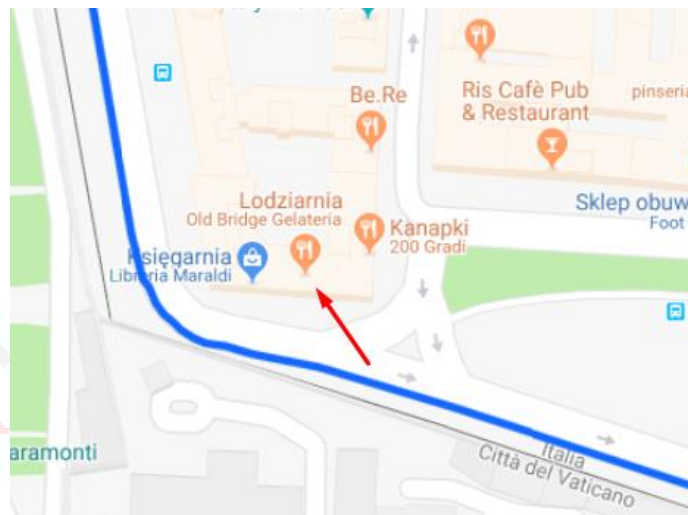 Be.Re
Ris Cafè Pub
& Restaurant
pinseria
Lodziarnia
Old Bridge Gelateria
Kanapki
200 Gradi
Sklep obuw
Foot
Księgarnia
Libreria Maraldi
aramonti
Italia
Città del Vaticano